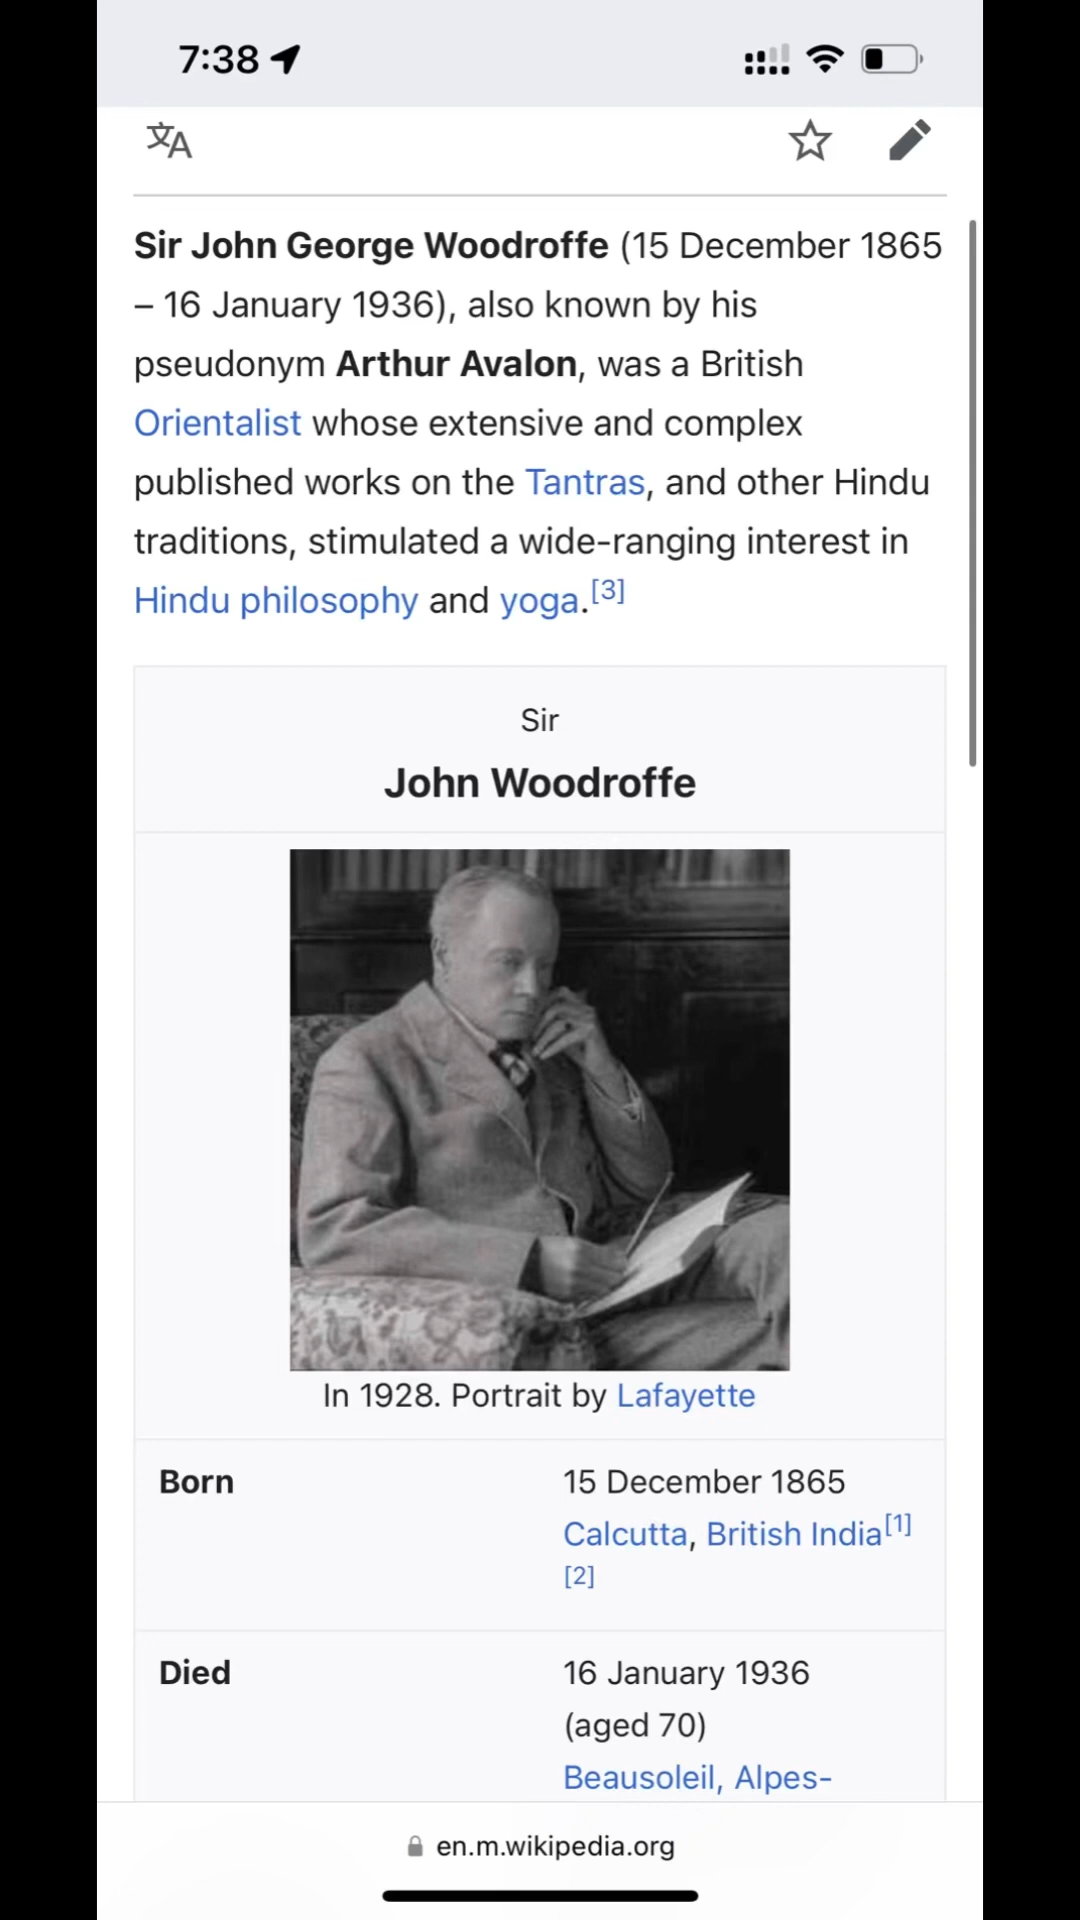 7:38
文A
Sir John George Woodroffe (15 December 1865
– 16 January 1936), also known by his
pseudonym Arthur Avalon, was a British
Orientalist whose extensive and complex
published works on the Tantras, and other Hindu
traditions, stimulated a wide-ranging interest in
Hindu philosophy and yoga.[3]
Sir
John Woodroffe
In 1928. Portrait by Lafayette
Born 15 December 1865
Calcutta, British India[1]
[2]
Died 16 January 1936
(aged 70)
Beausoleil, Alpes-
en.m.wikipedia.org